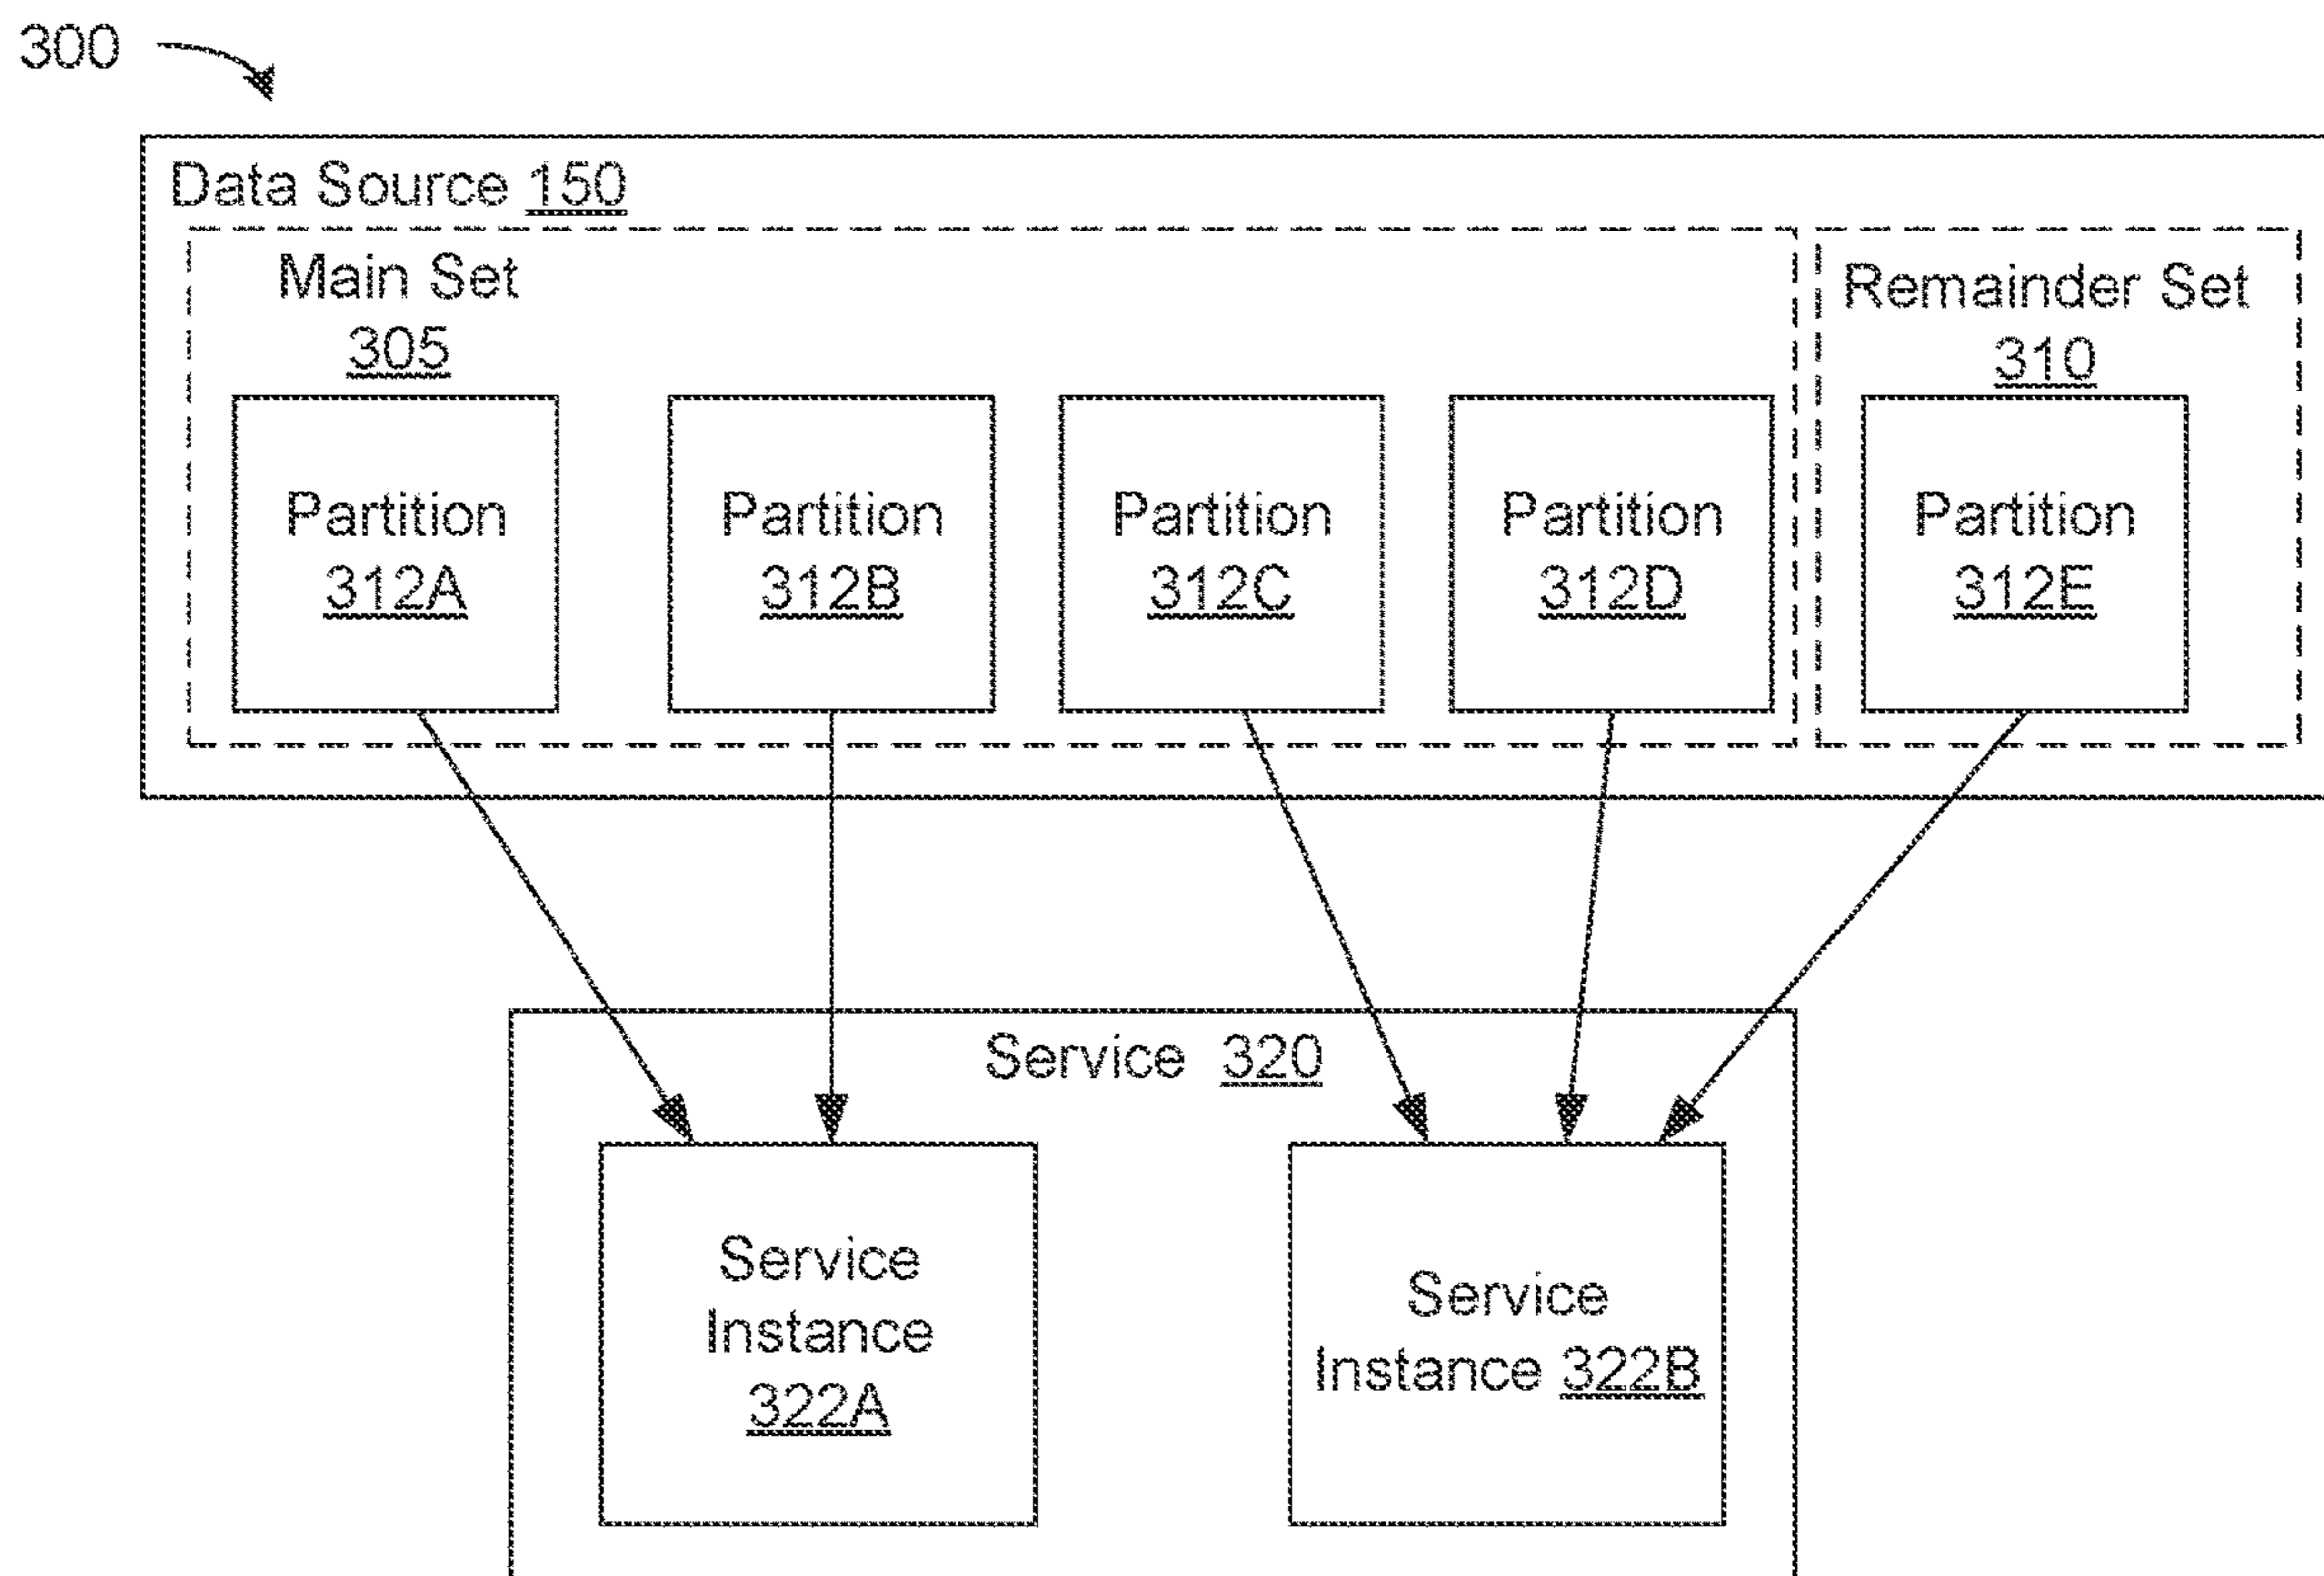 300
Data Source 150
Main Set
305
Remainder Set
310
Partition
312A
Partition
312B
Partition
312C
Partition
312D
Partition
312E
Service 320
Service
Instance
322A
Service
Instance 322B